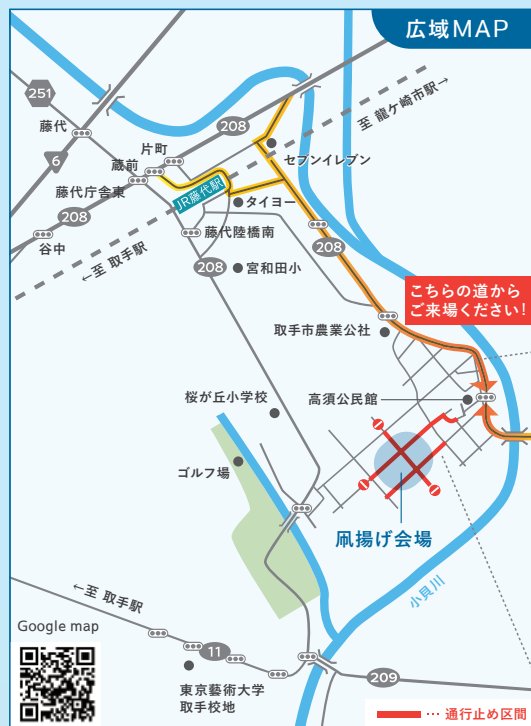 広域MAP
251
藤代
6
片町
蔵前
藤代庁舎東
208
谷中
208
JR藤代駅
←至 取手駅
至 龍ケ崎市駅→
セブンイレブン
タイヨー
藤代陸橋南
208
宮和田小
208
こちらの道から
ご来場ください!
取手市農業公社
桜が丘小学校
高須公民館
ゴルフ場
凧揚げ会場
小貝川
←至 取手駅
Google map
11
209
東京藝術大学
取手校地
… 通行止め区間